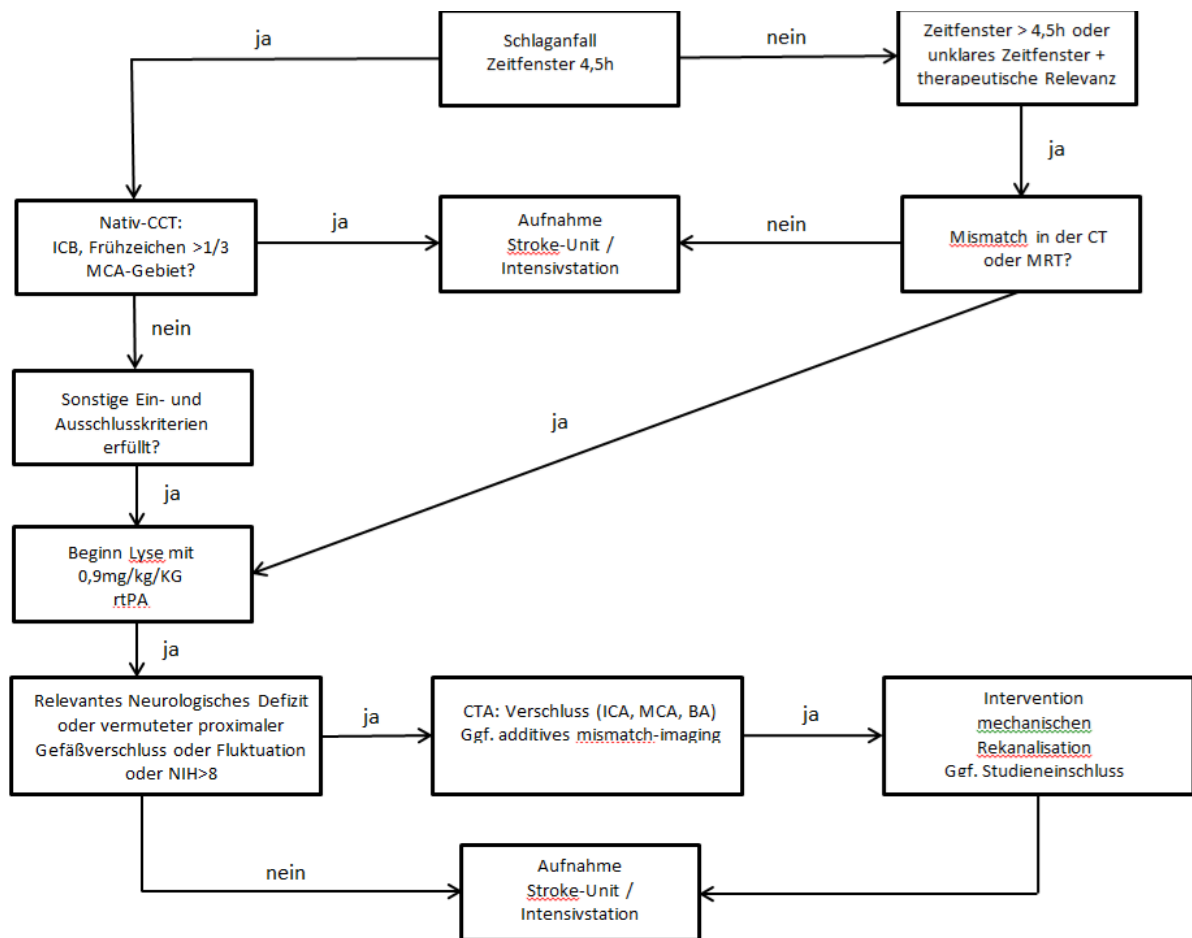 ja
Schlaganfall
Zeitfenster 4,5h
nein
Zeitfenster > 4,5h oder
unklares Zeitfenster +
therapeutische Relevanz
ja
Nativ-CCT:
ICB, Frühzeichen >1/3
MCA-Gebiet?
ja
Aufnahme
Stroke-Unit /
Intensivstation
nein
Mismatch in der CT
oder MRT?
nein
Sonstige Ein- und
Ausschlusskriterien
erfüllt?
ja
ja
Beginn Lyse mit
0,9mg/kg/KG
rtPA
ja
Relevantes Neurologisches Defizit
oder vermuteter proximaler
Gefäßverschluss oder Fluktuation
oder NIH>8
ja
CTA: Verschluss (ICA, MCA, BA)
Ggf. additives mismatch-imaging
ja
Intervention
mechanischen
Rekanalisation
Ggf. Studieneinschluss
nein
Aufnahme
Stroke-Unit /
Intensivstation